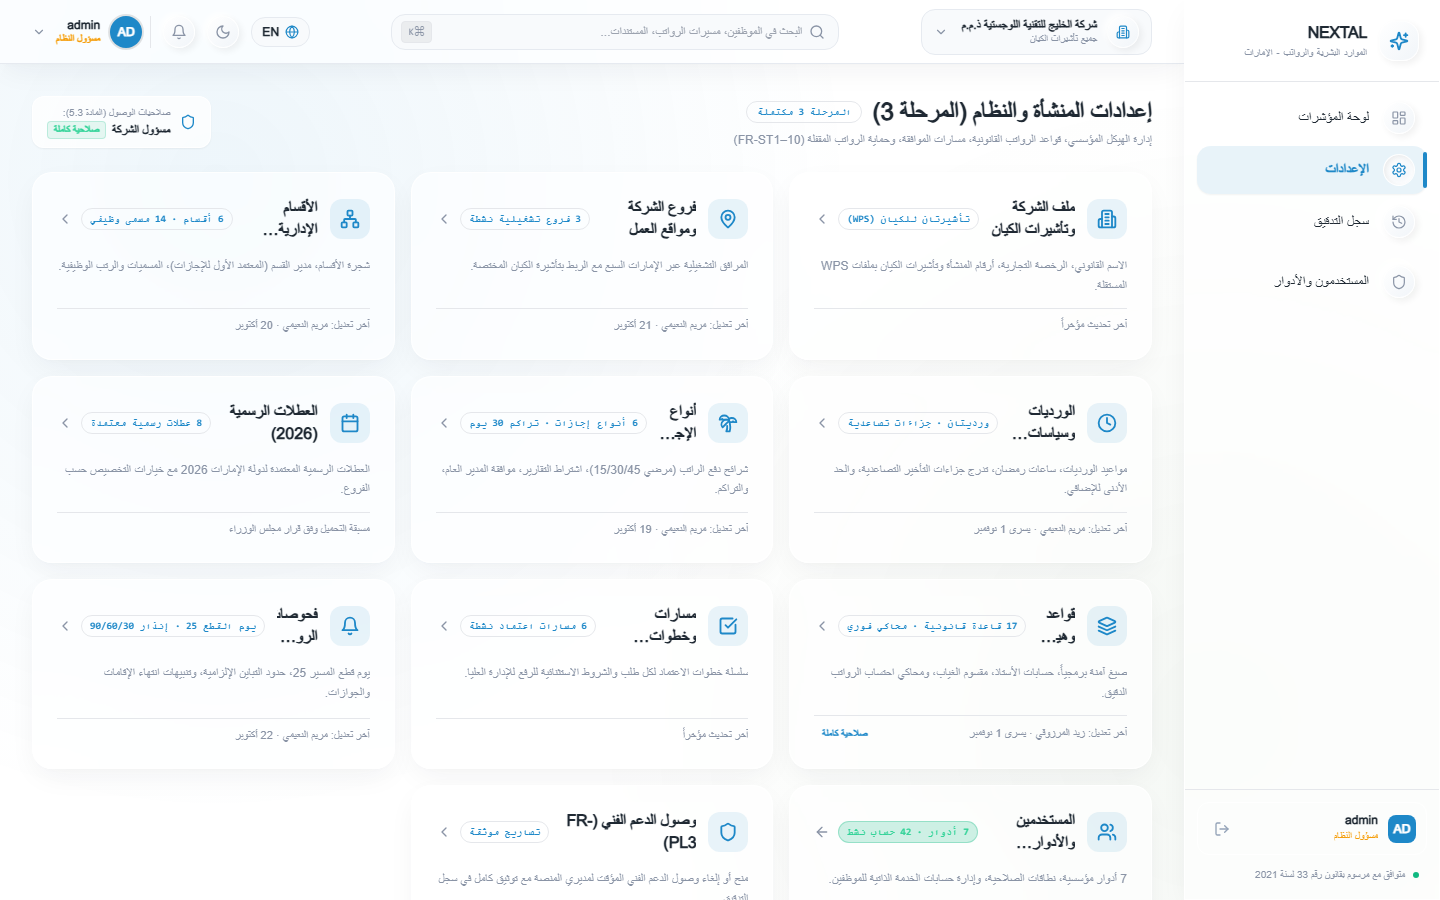 NEXTAL
الموارد البشرية والرواتب - الإمارات
لوحة المؤشرات
الإعدادات
سجل التدقيق
المستخدمون والأدوار
admin
مسؤول النظام
AD
متوافق مع مرسوم بقانون رقم 33 لسنة 2021
شركة الخليج للتقنية اللوجستية ذ.م.م
جميع تأشيرات الكيان
البحث في الموظفين، مسيرات الرواتب، المستندات...
⌘K
EN
AD
admin
مسؤول النظام
إعدادات المنشأة والنظام (المرحلة 3)
المرحلة 3 مكتملة
إدارة الهيكل المؤسسي، قواعد الرواتب القانونية، مسارات الموافقة، وحماية الرواتب المقفلة (FR-ST1–10)
صلاحيات الوصول (المادة 5.3):
مسؤول الشركة
صلاحية كاملة
ملف الشركة وتأشيرات الكيان
تأشيرتان للكيان (WPS)
الاسم القانوني، الرخصة التجارية، أرقام المنشأة وتأشيرات الكيان بملفات WPS
المستقلة.
آخر تحديث مؤخراً
فروع الشركة ومواقع العمل
3 فروع تشغيلية نشطة
المرافق التشغيلية عبر الإمارات السبع مع الربط بتأشيرة الكيان المختصة.
آخر تعديل: مريم النعيمي · 21 أكتوبر
الأقسام الإدارية...
6 أقسام · 14 مسمى وظيفي
شجرة الأقسام، مدير القسم (المعتمد الأول للإجازات)، المسميات والرتب الوظيفية.
آخر تعديل: مريم النعيمي · 20 أكتوبر
الورديات وسياسات...
ورديتان · جزاءات تصاعدية
مواعيد الورديات، ساعات رمضان، تدرج جزاءات التأخير التصاعدية، والحد
الأدنى للإضافي.
آخر تعديل: مريم النعيمي · يسري 1 نوفمبر
أنواع الإجـ...
6 أنواع إجازات · تراكم 30 يوم
شرائح دفع الراتب (مرضي 15/30/45)، اشتراط التقارير، موافقة المدير العام،
والتراكم.
آخر تعديل: مريم النعيمي · 19 أكتوبر
العطلات الرسمية (2026)
8 عطلات رسمية معتمدة
العطلات الرسمية المعتمدة لدولة الإمارات 2026 مع خيارات التخصيص حسب
الفروع.
مسبقة التحميل وفق قرار مجلس الوزراء
قواعد وهيـ...
17 قاعدة قانونية · محاكي فوري
صيغ آمنة برمجياً، حسابات الأستاذ، مقسوم الغياب، ومحاكي احتساب الرواتب
الدقيق.
آخر تعديل: زيد المرزوقي · يسري 1 نوفمبر
صلاحية كاملة
مسارات وخطوات...
6 مسارات اعتماد نشطة
سلسلة خطوات الاعتماد لكل طلب والشروط الاستثنائية للرفع للإدارة العليا.
آخر تحديث مؤخراً
فحوصات الرو...
يوم القطع 25 · إنذار 90/60/30
يوم قطع المسير 25، حدود التباين الإلزامية، وتنبيهات انتهاء الإقامات
والجوازات.
آخر تعديل: مريم النعيمي · 22 أكتوبر
المستخدمين والأدوار...
7 أدوار · 42 حساب نشط
7 أدوار مؤسسية، نطاقات الصلاحية، وإدارة حسابات الخدمة الذاتية للموظفين.
وصول الدعم الفني (FR-PL3)
تصاريح موثقة
منح أو إلغاء وصول الدعم الفني المؤقت لمديري المنصة مع توثيق كامل في سجل
التدقيق.